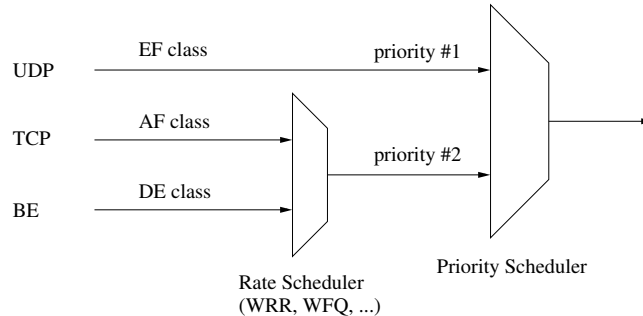 EF class
priority #1
UDP
AF class
TCP
priority #2
DE class
BE
Rate Scheduler
(WRR, WFQ, ...)
Priority Scheduler